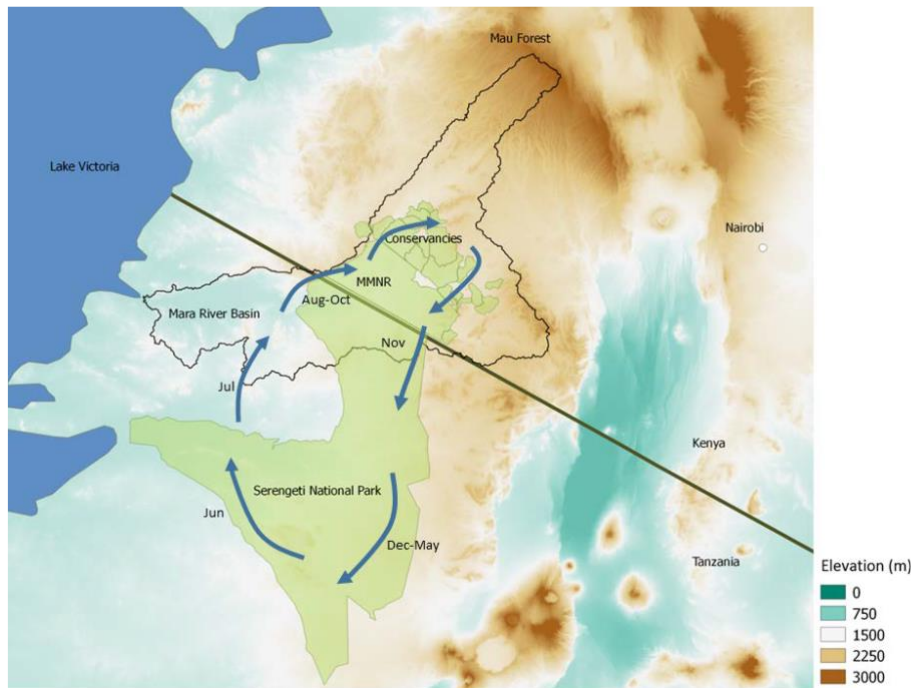 Mau Forest
Lake Victoria
Nairobi
Conservancies
MMNR
Aug-Oct
Mara River Basin
Nov
Jul
Kenya
Serengeti National Park
Jun
Dec-May
Tanzania
Elevation (m)
0
750
1500
2250
3000